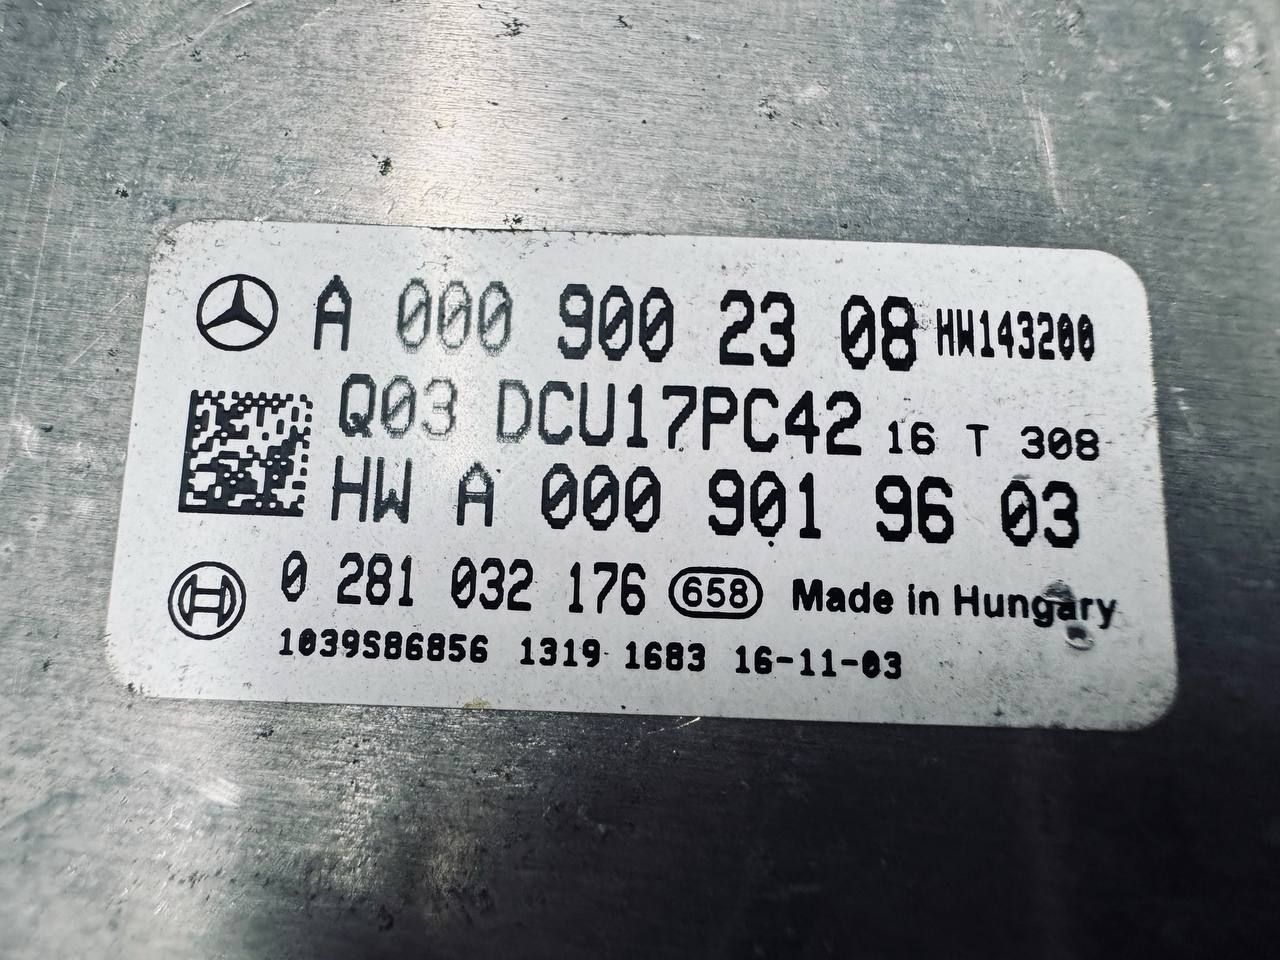 A 000 900 23 08 HW143200
Q03 DCU17PC42 16 T 308
HW A 000 901 96 03
0 281 032 176 658 Made in Hungary
1039S86856 1319 1683 16-11-03